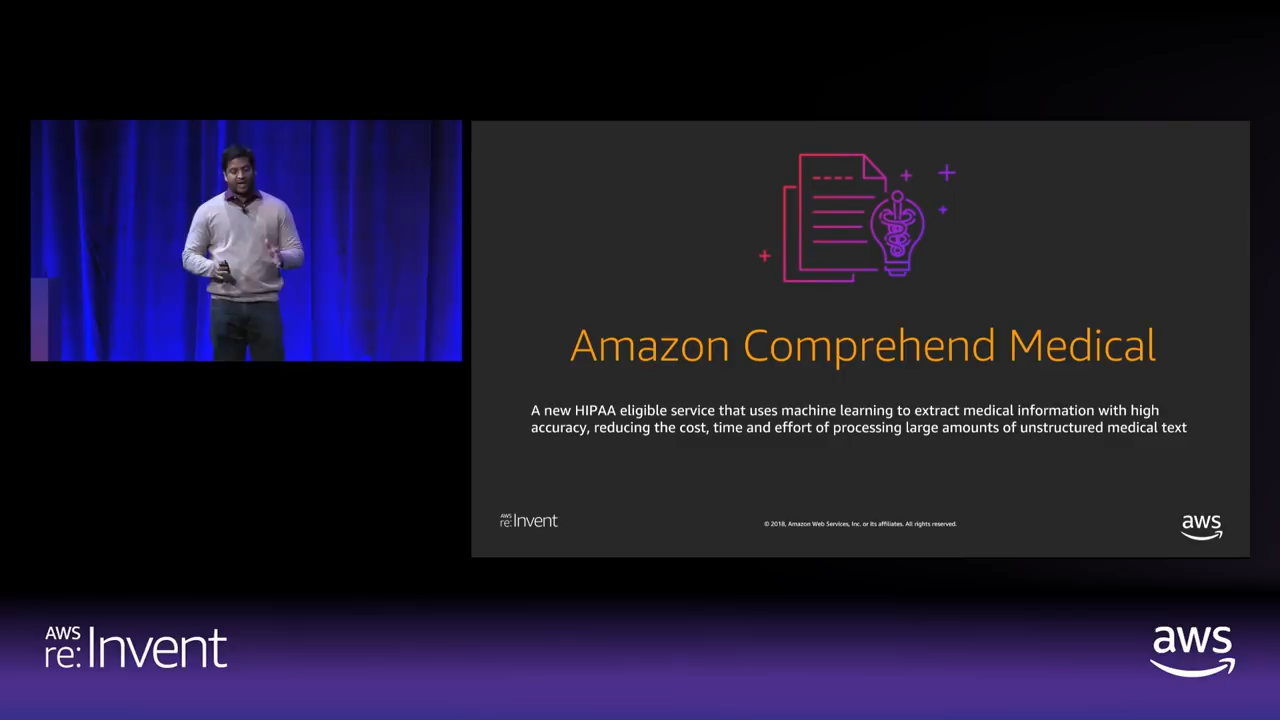 Amazon Comprehend Medical
A new HIPAA eligible service that uses machine learning to extract medical information with high
accuracy, reducing the cost, time and effort of processing large amounts of unstructured medical text
AWS
re:Invent
© 2018, Amazon Web Services, Inc. or its affiliates. All rights reserved.
aws
AWS
re:Invent
aws